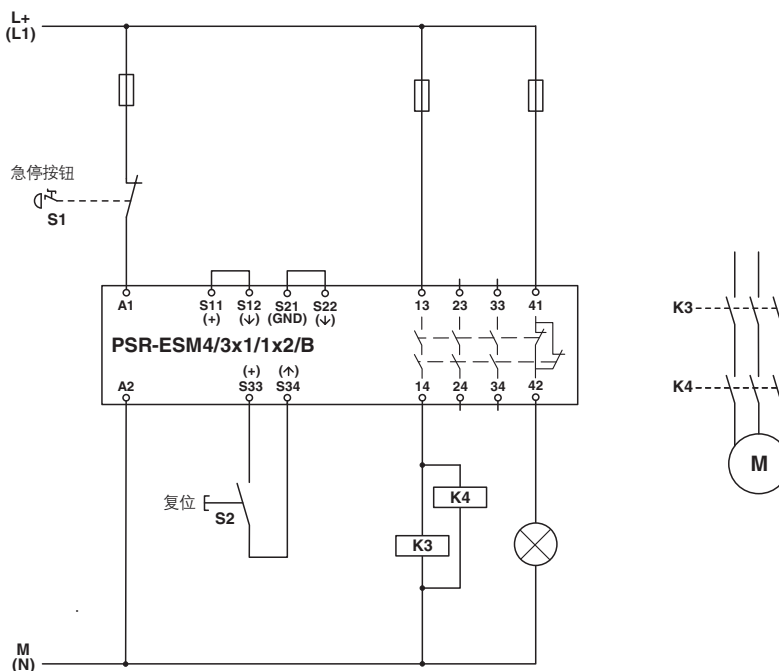 L+
(L1)
急停按钮
S1
A1
S11
(+)
S12
(↓)
S21
(GND)
S22
(↓)
13
23
33
41
PSR-ESM4/3x1/1x2/B
A2
(+)
S33
(↑)
S34
14
24
34
42
复位
S2
K4
K3
K3
K4
M
M
(N)